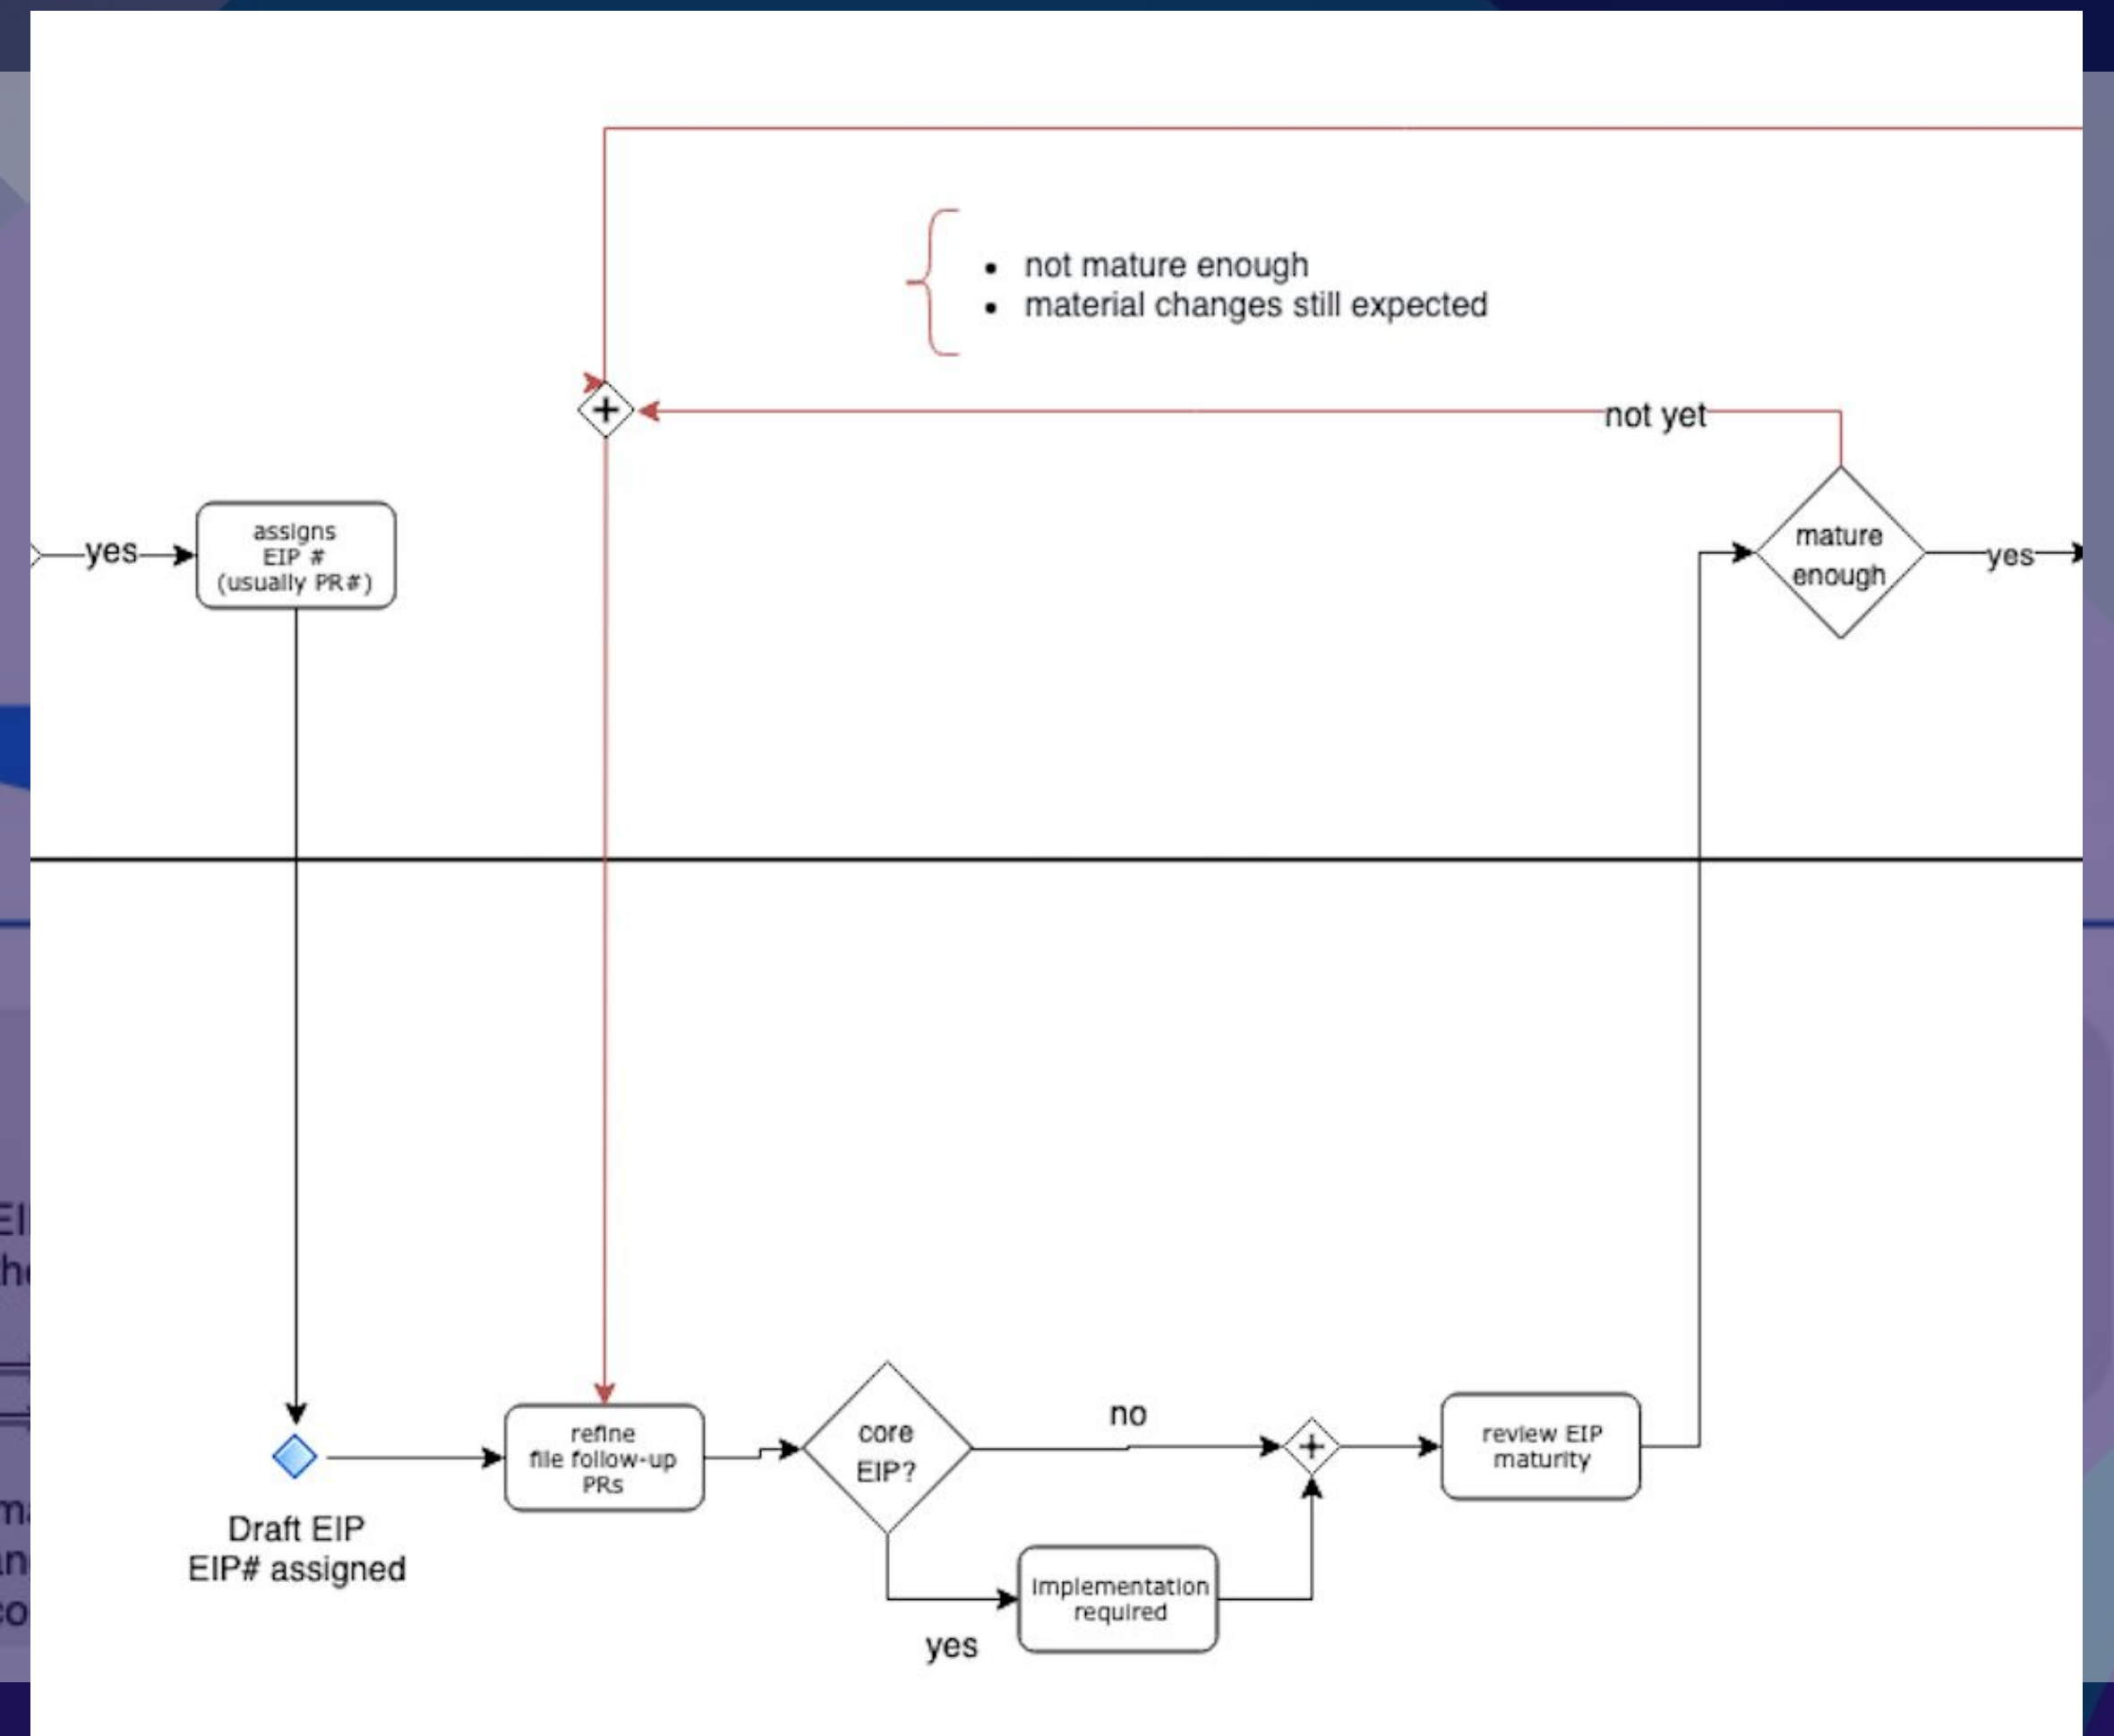 not mature enough
material changes still expected
not yet
yes
assigns
EIP #
(usually PR#)
mature
enough
yes
refine
file follow-up
PRs
core
EIP?
no
review EIP
maturity
Draft EIP
EIP# assigned
implementation
required
yes